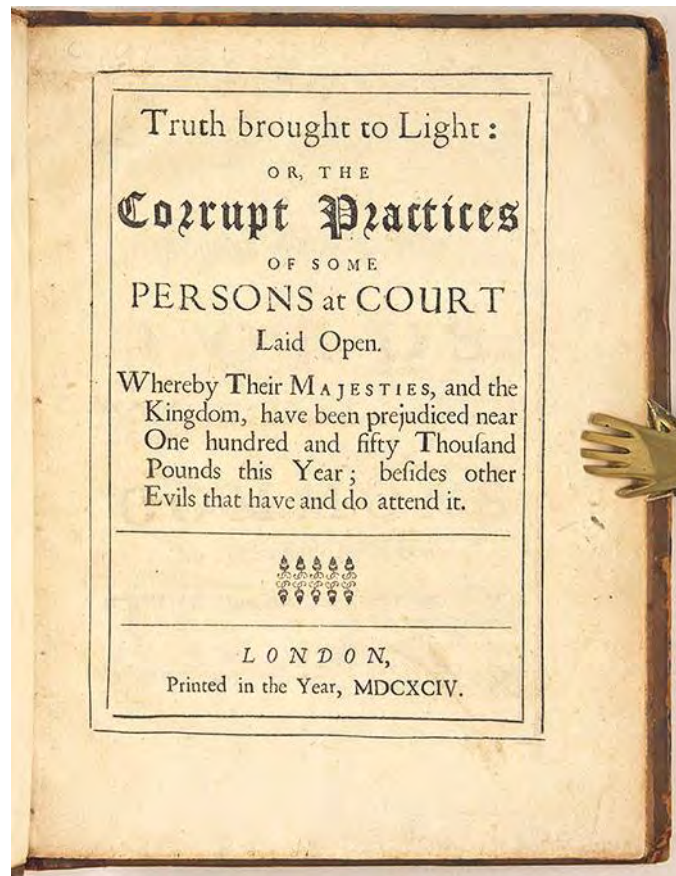 Truth brought to Light:
OR, THE
Corrupt Practices
OF SOME
PERSONS at COURT
Laid Open.
Whereby Their MAJESTIES, and the
Kingdom, have been prejudiced near
One hundred and fifty Thouſand
Pounds this Year; beſides other
Evils that have and do attend it.
LONDON,
Printed in the Year, MDCXCIV.